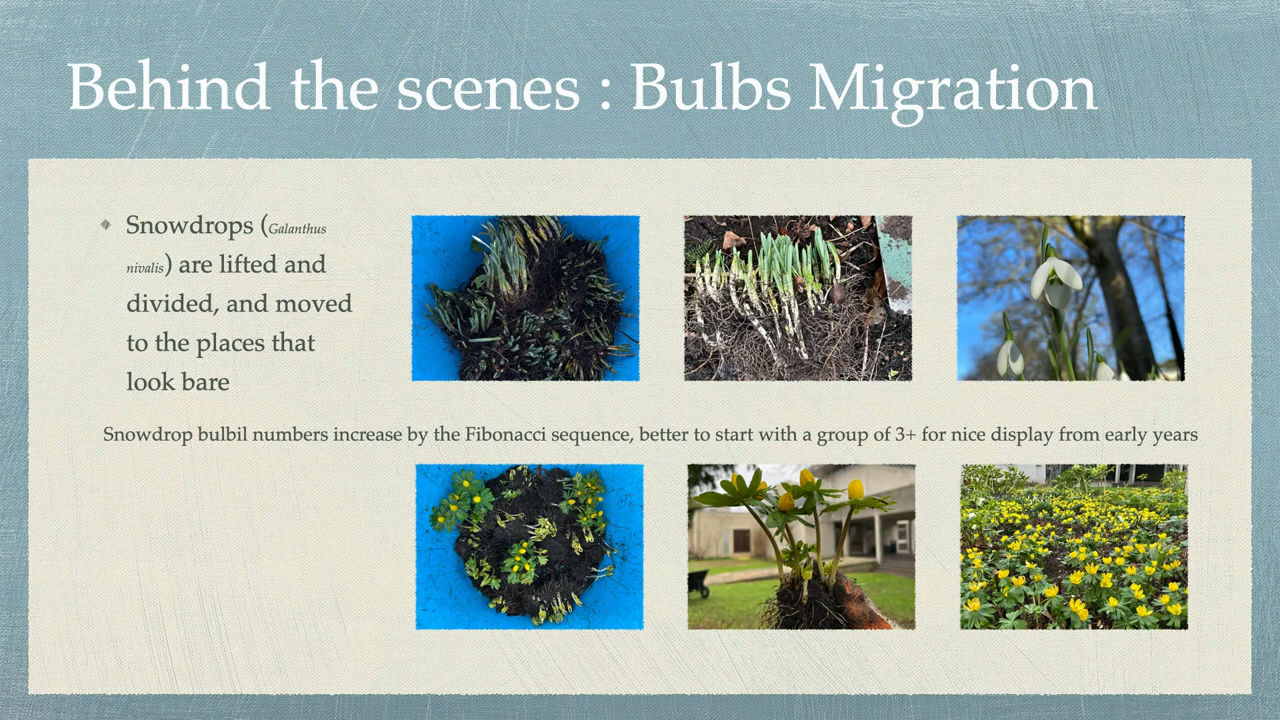 Behind the scenes : Bulbs Migration
Snowdrops (Galanthus
nivalis) are lifted and
divided, and moved
to the places that
look bare
Snowdrop bulbil numbers increase by the Fibonacci sequence, better to start with a group of 3+ for nice display from early years